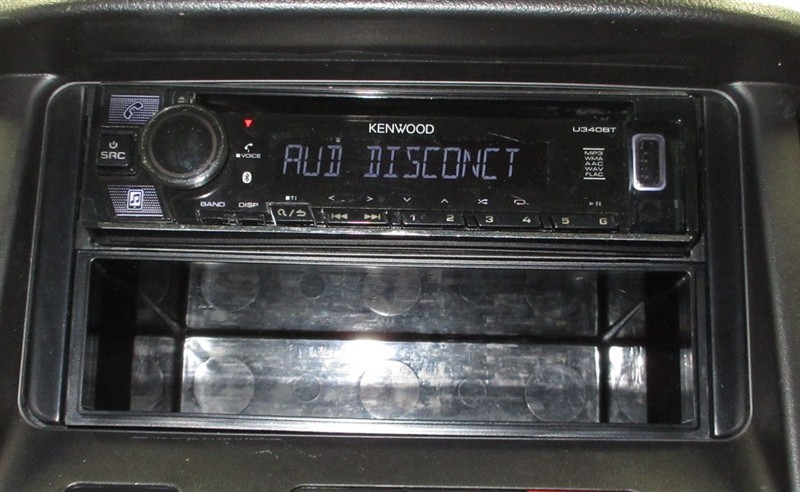 KENWOOD
U340BT
SRC
VOICE
AUD DISCONCT
MP3
WMA
AAC
WAV
FLAC
BAND DISP
1 2 3 4 5 6